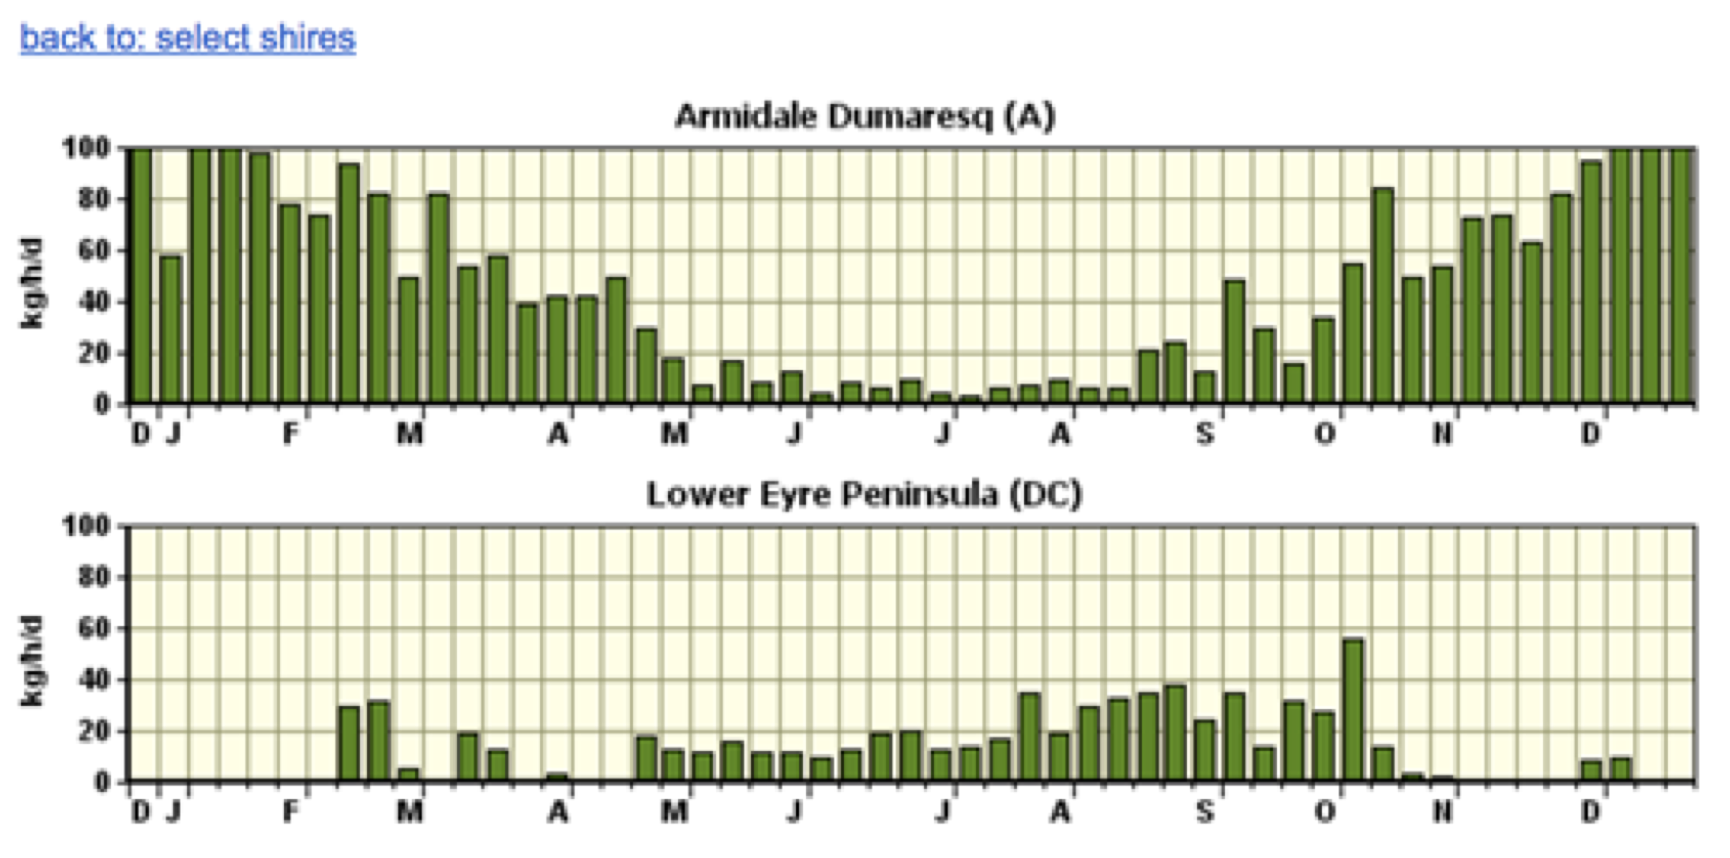 back to: select shires
Armidale Dumaresq (A)
100
80
60
40
20
0
kg/h/d
D J F M A M J J A S O N D
Lower Eyre Peninsula (DC)
100
80
60
40
20
0
kg/h/d
D J F M A M J J A S O N D